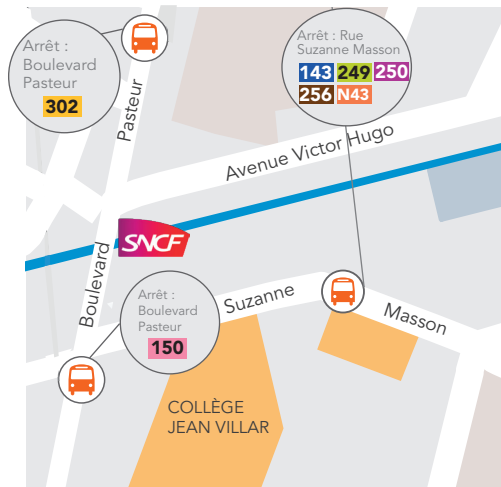 Arrêt :
Boulevard
Pasteur
302
Pasteur
Arrêt : Rue
Suzanne Masson
143 249 250
256 N43
Avenue Victor Hugo
SNCF
Boulevard
Arrêt :
Boulevard
Pasteur
150
Suzanne
Masson
COLLÈGE
JEAN VILLAR